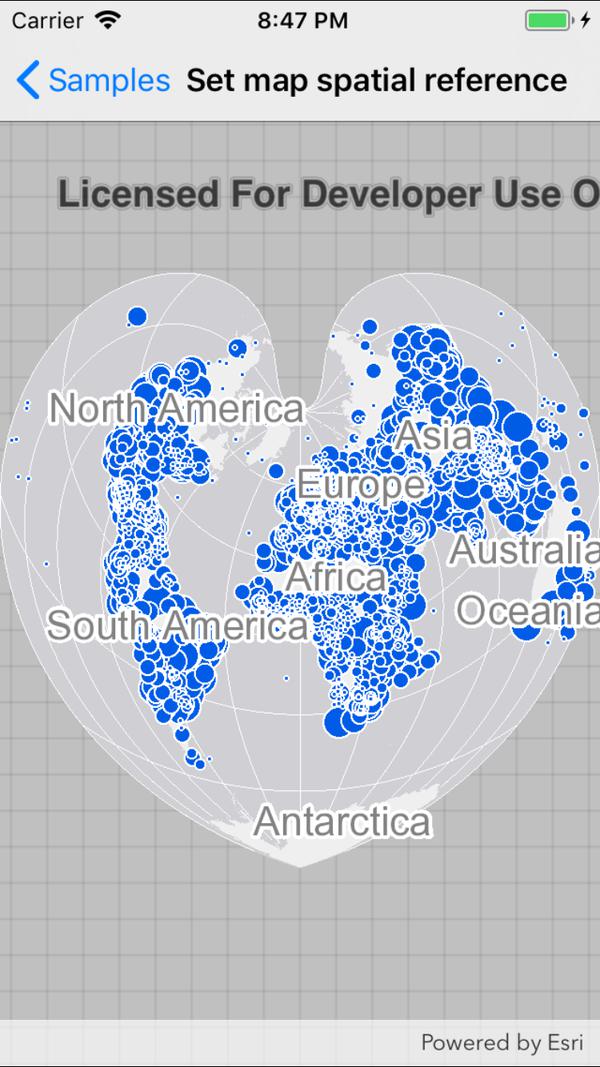 Carrier 8:47 PM
Samples Set map spatial reference
Licensed For Developer Use O
North America
Asia
Europe
Australia
Africa
Oceania
South America
Antarctica
Powered by Esri